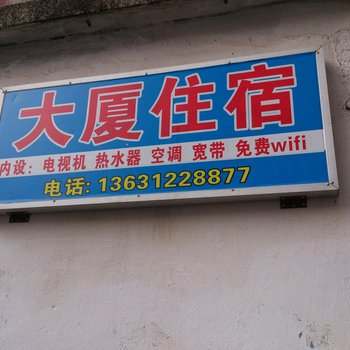 大厦住宿
内设：电视机 热水器 空调 宽带 免费wifi
电话: 13631228877